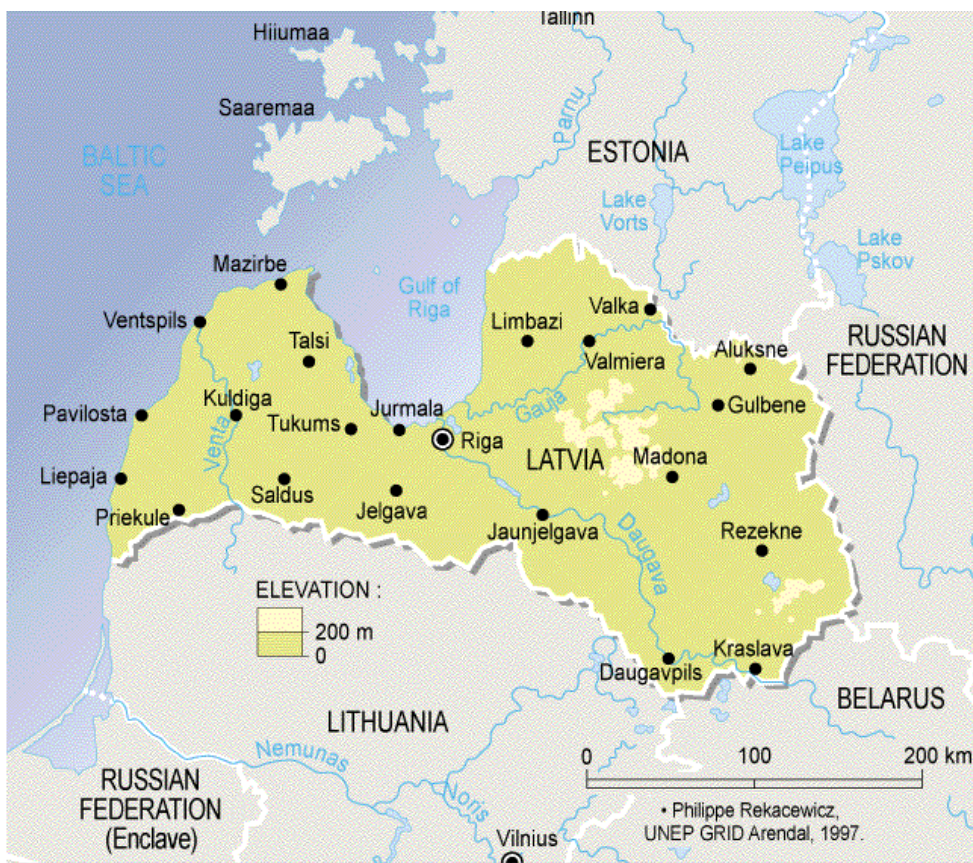 Tallinn
Hiiumaa
Saaremaa
Parnu
BALTIC
SEA
ESTONIA
Lake
Peipus
Lake
Vorts
Lake
Pskov
Mazirbe
Gulf of
Riga
Ventspils
Valka
Limbazi
Talsi
Valmiera
Aluksne
RUSSIAN
FEDERATION
Pavilosta
Kuldiga
Jurmala
Gauja
Gulbene
Tukums
Venta
Riga
LATVIA
Madona
Liepaja
Saldus
Jelgava
Priekule
Jaunjelgava
Daugava
Rezekne
ELEVATION :
200 m
0
Daugavpils
Kraslava
BELARUS
LITHUANIA
Nemunas
0 100 200 km
RUSSIAN
FEDERATION
(Enclave)
Noris
• Philippe Rekacewicz,
UNEP GRID Arendal, 1997.
Vilnius